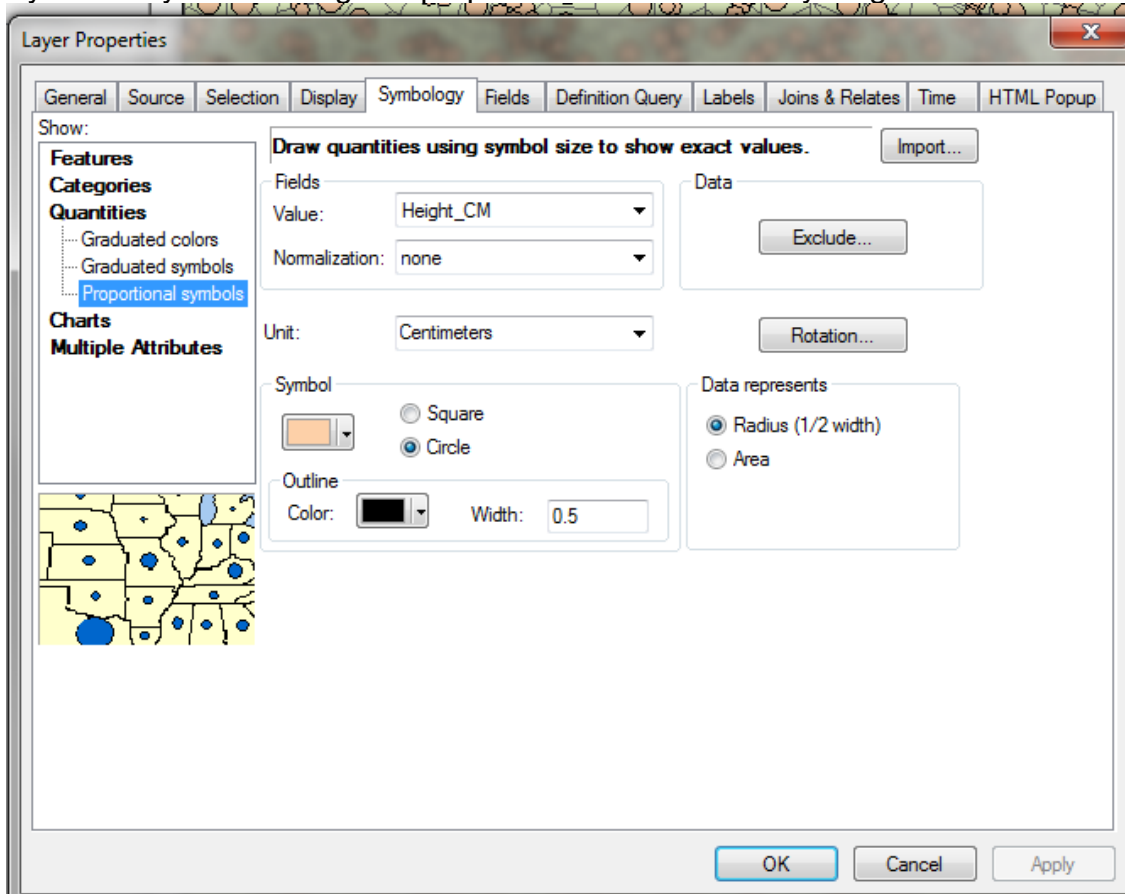 Layer Properties
X
General Source Selection Display Symbology Fields Definition Query Labels Joins & Relates Time HTML Popup
Show:
Features
Categories
Quantities
Graduated colors
Graduated symbols
Proportional symbols
Charts
Multiple Attributes
Draw quantities using symbol size to show exact values.
Import...
Fields
Value: Height_CM
Normalization: none
Data
Exclude...
Unit: Centimeters
Rotation...
Symbol
Square
Circle
Outline
Color: Width: 0.5
Data represents
Radius (1/2 width)
Area
OK Cancel Apply